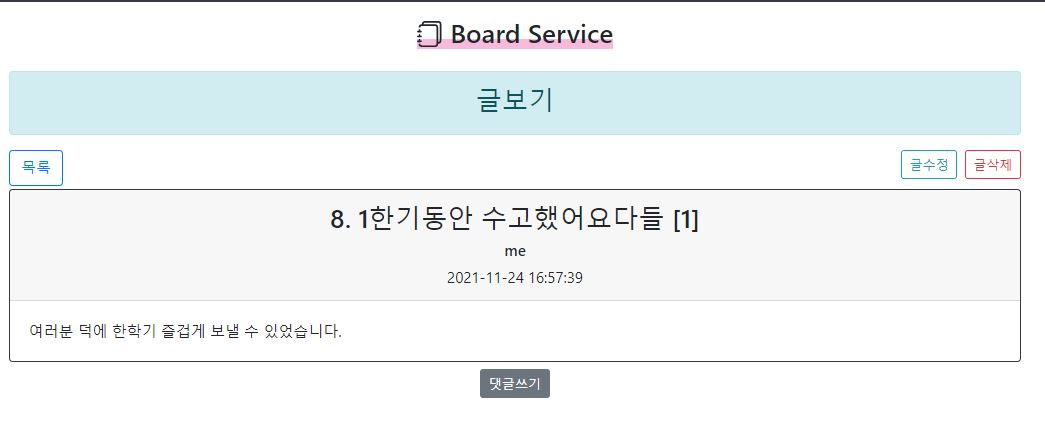 Board Service
글보기
목록
글수정 글삭제
8. 1한기동안 수고했어요다들 [1]
me
2021-11-24 16:57:39
여러분 덕에 한학기 즐겁게 보낼 수 있었습니다.
댓글쓰기